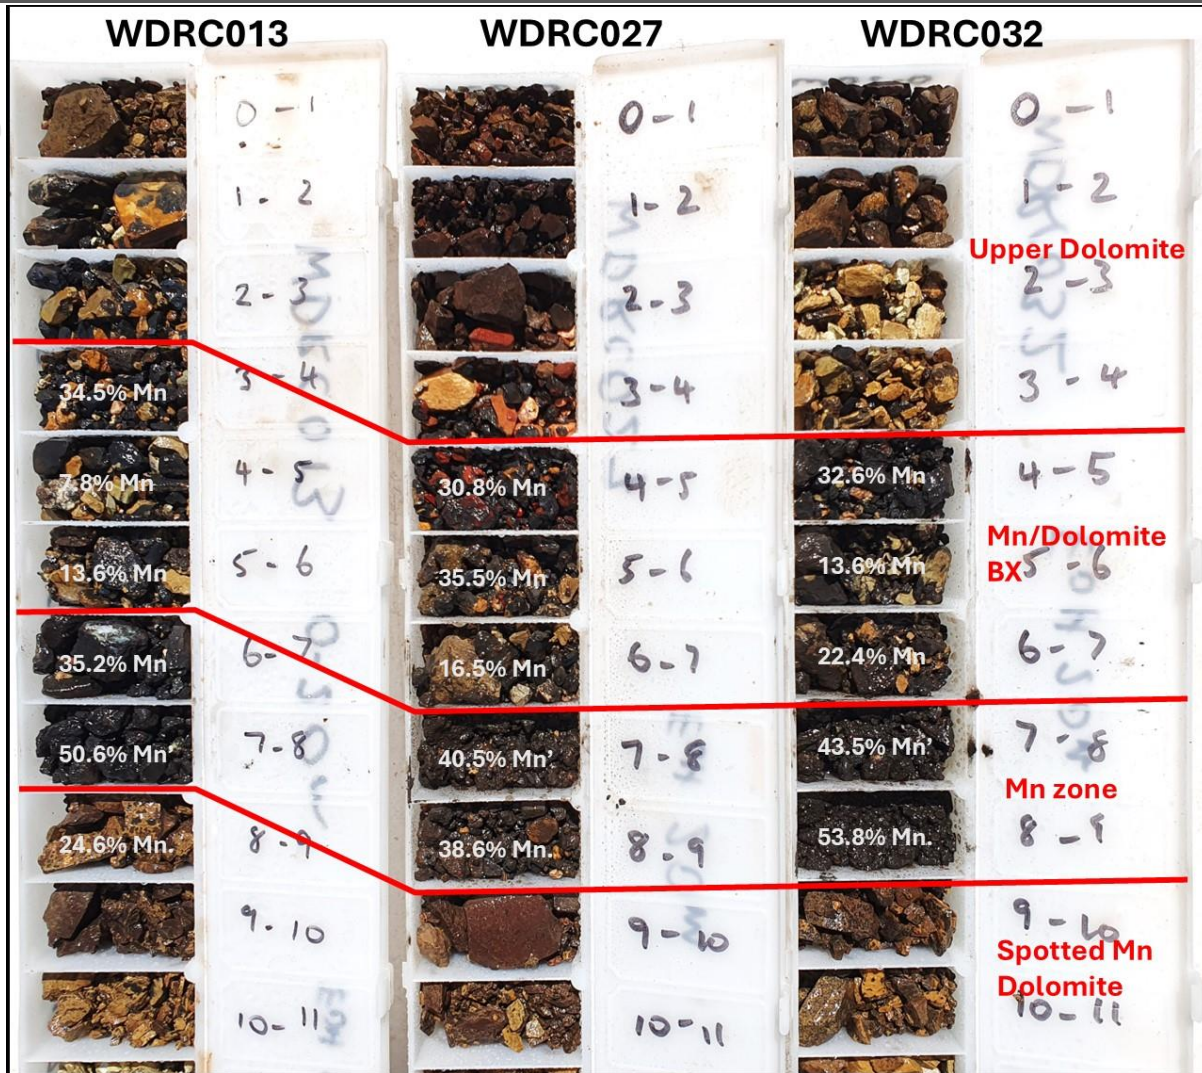 WDRC013 WDRC027 WDRC032
0-1 0-1 0-1
1-2 1-2 1-2
Upper Dolomite
2-3 2-3 2-3
34.5% Mn 3-4 3-4 3-4
7.8% Mn 4-5 30.8% Mn 4-5 32.6% Mn 4-5
Mn/Dolomite
BX
13.6% Mn 5-6 35.5% Mn 5-6 13.6% Mn 5-6
35.2% Mn 6-7 16.5% Mn 6-7 22.4% Mn 6-7
50.6% Mn' 7-8 40.5% Mn' 7-8 43.5% Mn' 7-8
Mn zone
24.6% Mn. 8-9 38.6% Mn. 8-9 53.8% Mn. 8-9
9-10 9-10 9-10
Spotted Mn
Dolomite
10-11 10-11 10-11